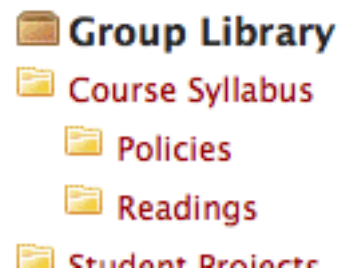 Group Library
Course Syllabus
Policies
Readings
Student Projects